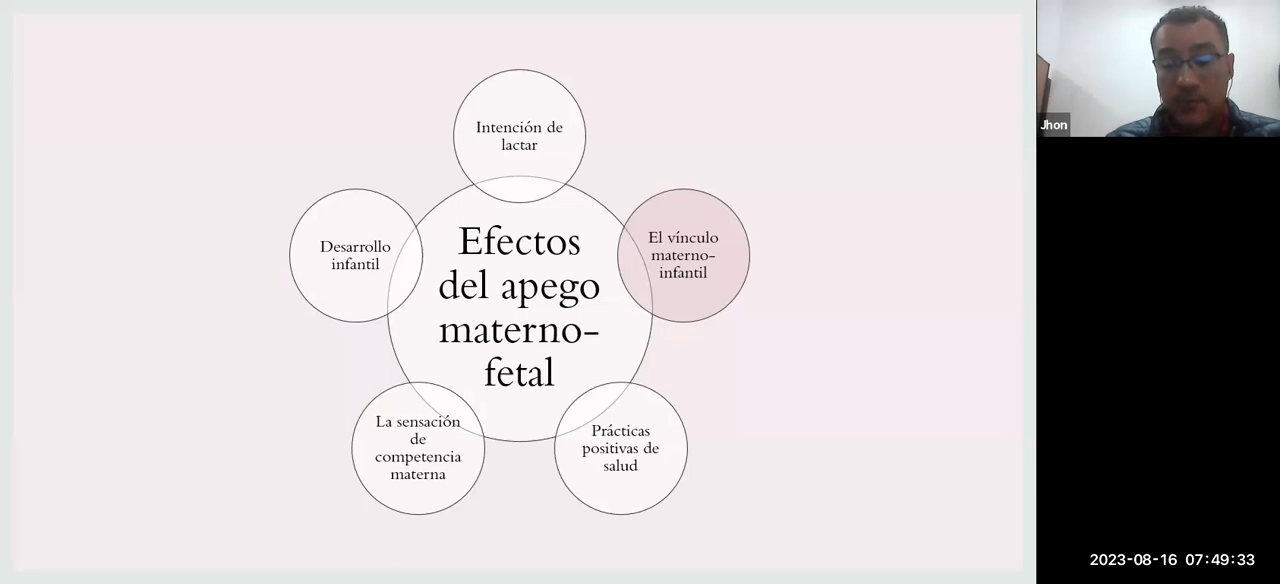 Intención de
lactar
Efectos
del apego
materno-
fetal
El vínculo
materno-
infantil
Prácticas
positivas de
salud
La sensación
de
competencia
materna
Desarrollo
infantil
Jhon
2023-08-16 07:49:33